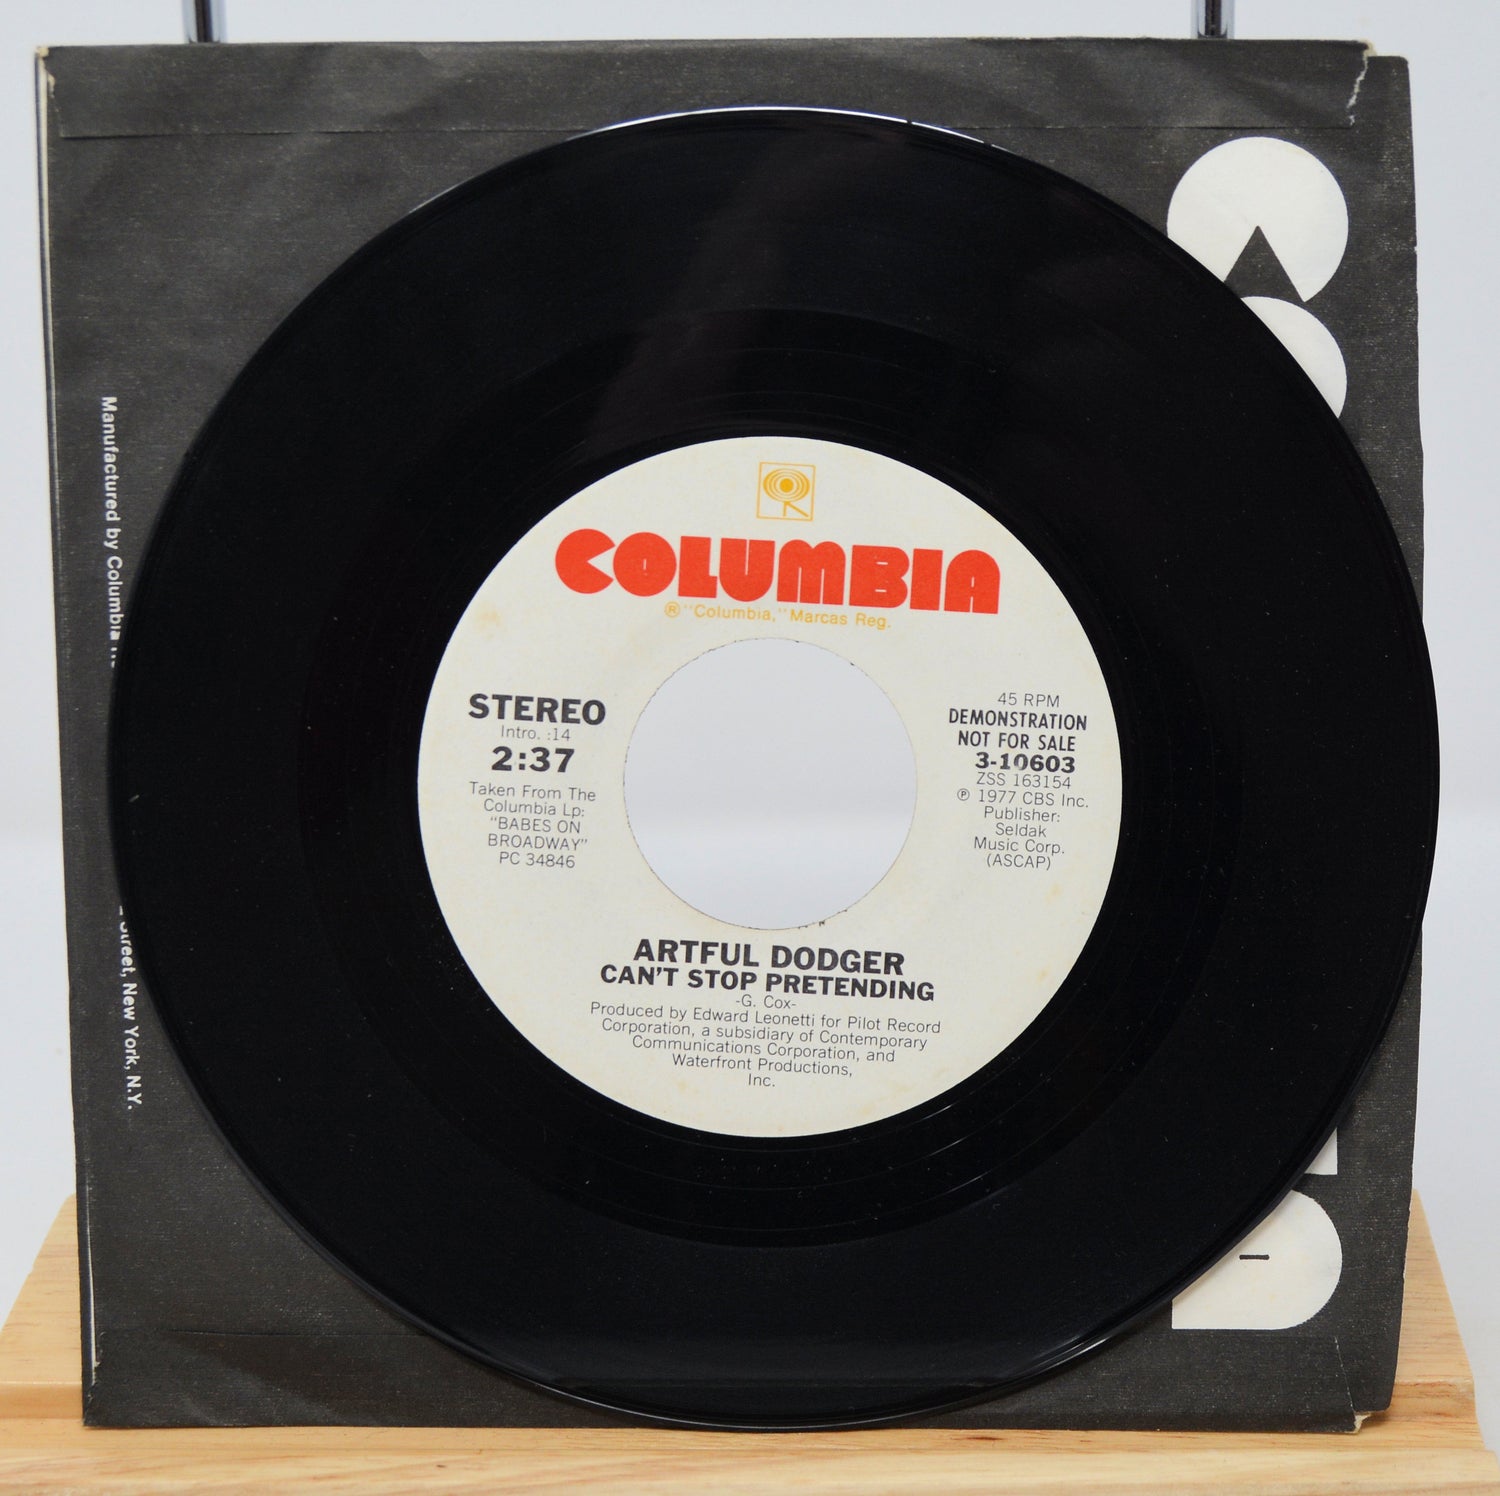 COLUMBIA
® "Columbia," Marcas Reg.
STEREO
Intro. :14
2:37
Taken From The
Columbia Lp:
"BABES ON
BROADWAY"
PC 34846
45 RPM
DEMONSTRATION
NOT FOR SALE
3-10603
ZSS 163154
℗ 1977 CBS Inc.
Publisher:
Seldak
Music Corp.
(ASCAP)
ARTFUL DODGER
CAN'T STOP PRETENDING
-G. Cox-
Produced by Edward Leonetti for Pilot Record
Corporation, a subsidiary of Contemporary
Communications Corporation, and
Waterfront Productions,
Inc.
Manufactured by Columbia
Street, New York, N.Y.